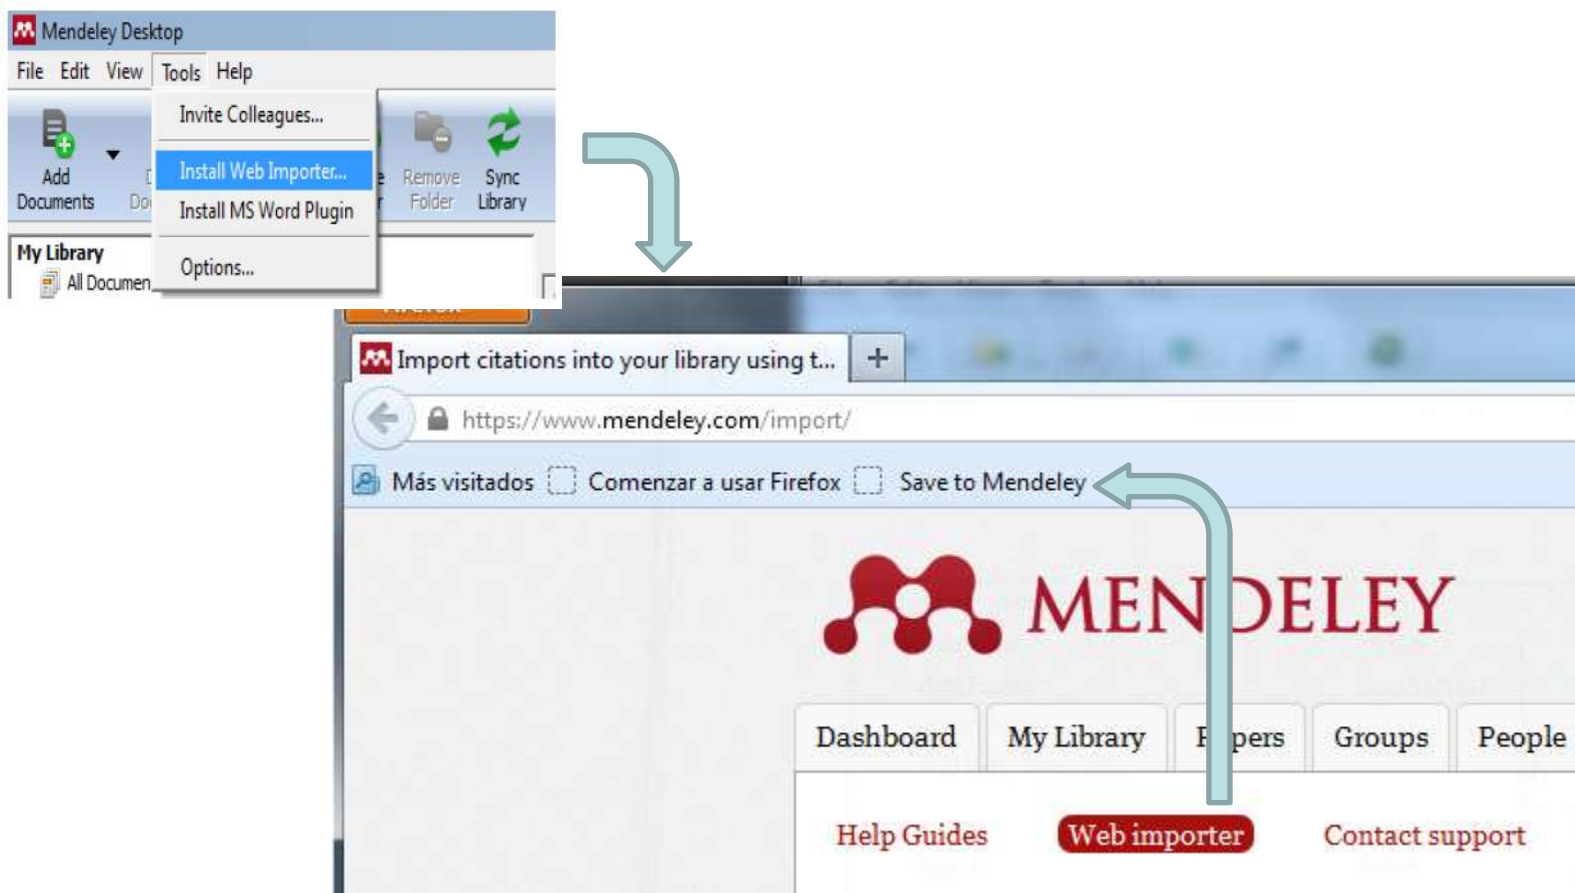 Mendeley Desktop
File Edit View Tools Help
Invite Colleagues...
Install Web Importer...
Install MS Word Plugin
Options...
Add Documents
Remove Folder
Sync Library
My Library
All Documen
Import citations into your library using t...
https://www.mendeley.com/import/
Más visitados Comenzar a usar Firefox Save to Mendeley
MENDELEY
Dashboard My Library Papers Groups People
Help Guides Web importer Contact support